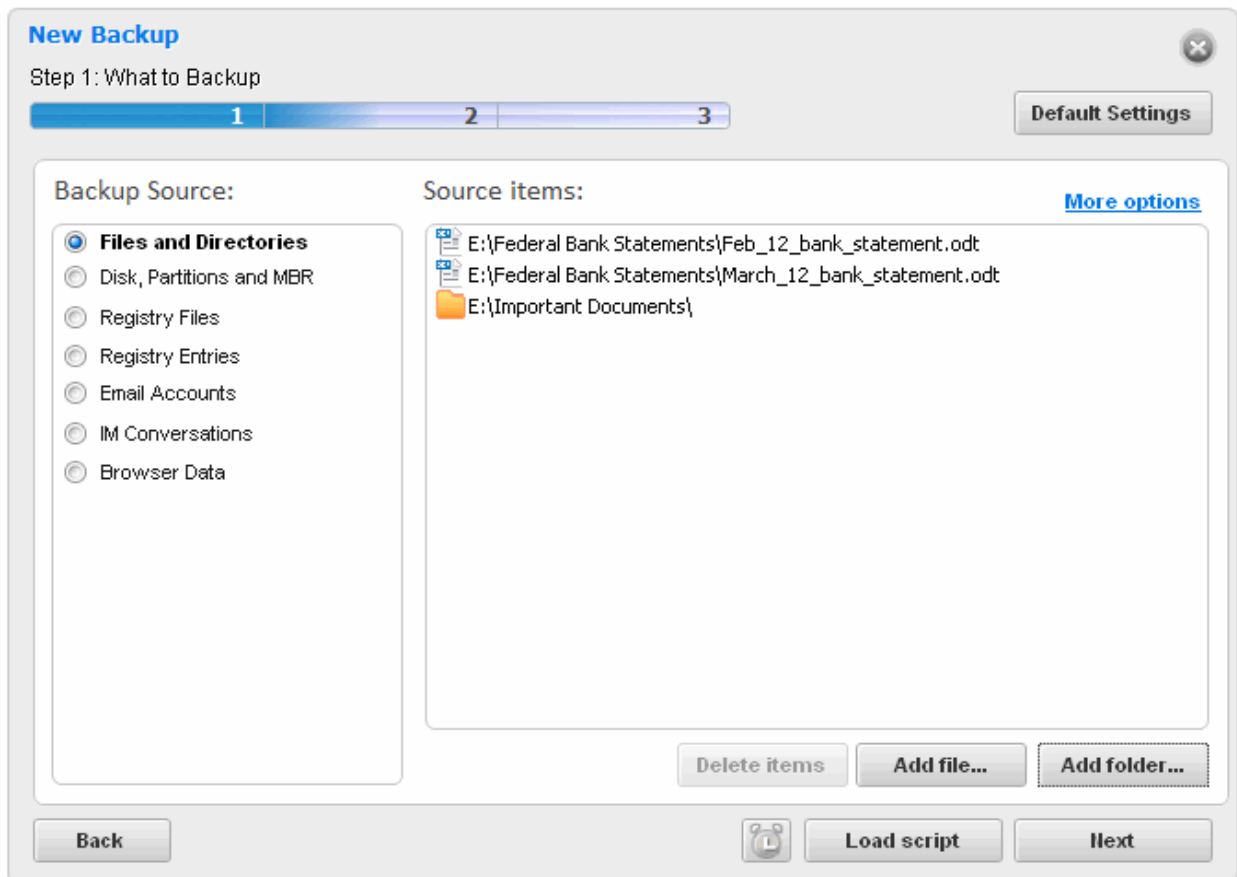 New Backup
Step 1: What to Backup
1 2 3
Default Settings
Backup Source:
Files and Directories
Disk, Partitions and MBR
Registry Files
Registry Entries
Email Accounts
IM Conversations
Browser Data
Source items:
More options
E:\Federal Bank Statements\Feb_12_bank_statement.odt
E:\Federal Bank Statements\March_12_bank_statement.odt
E:\Important Documents\
Delete items
Add file...
Add folder...
Back
Load script
Next